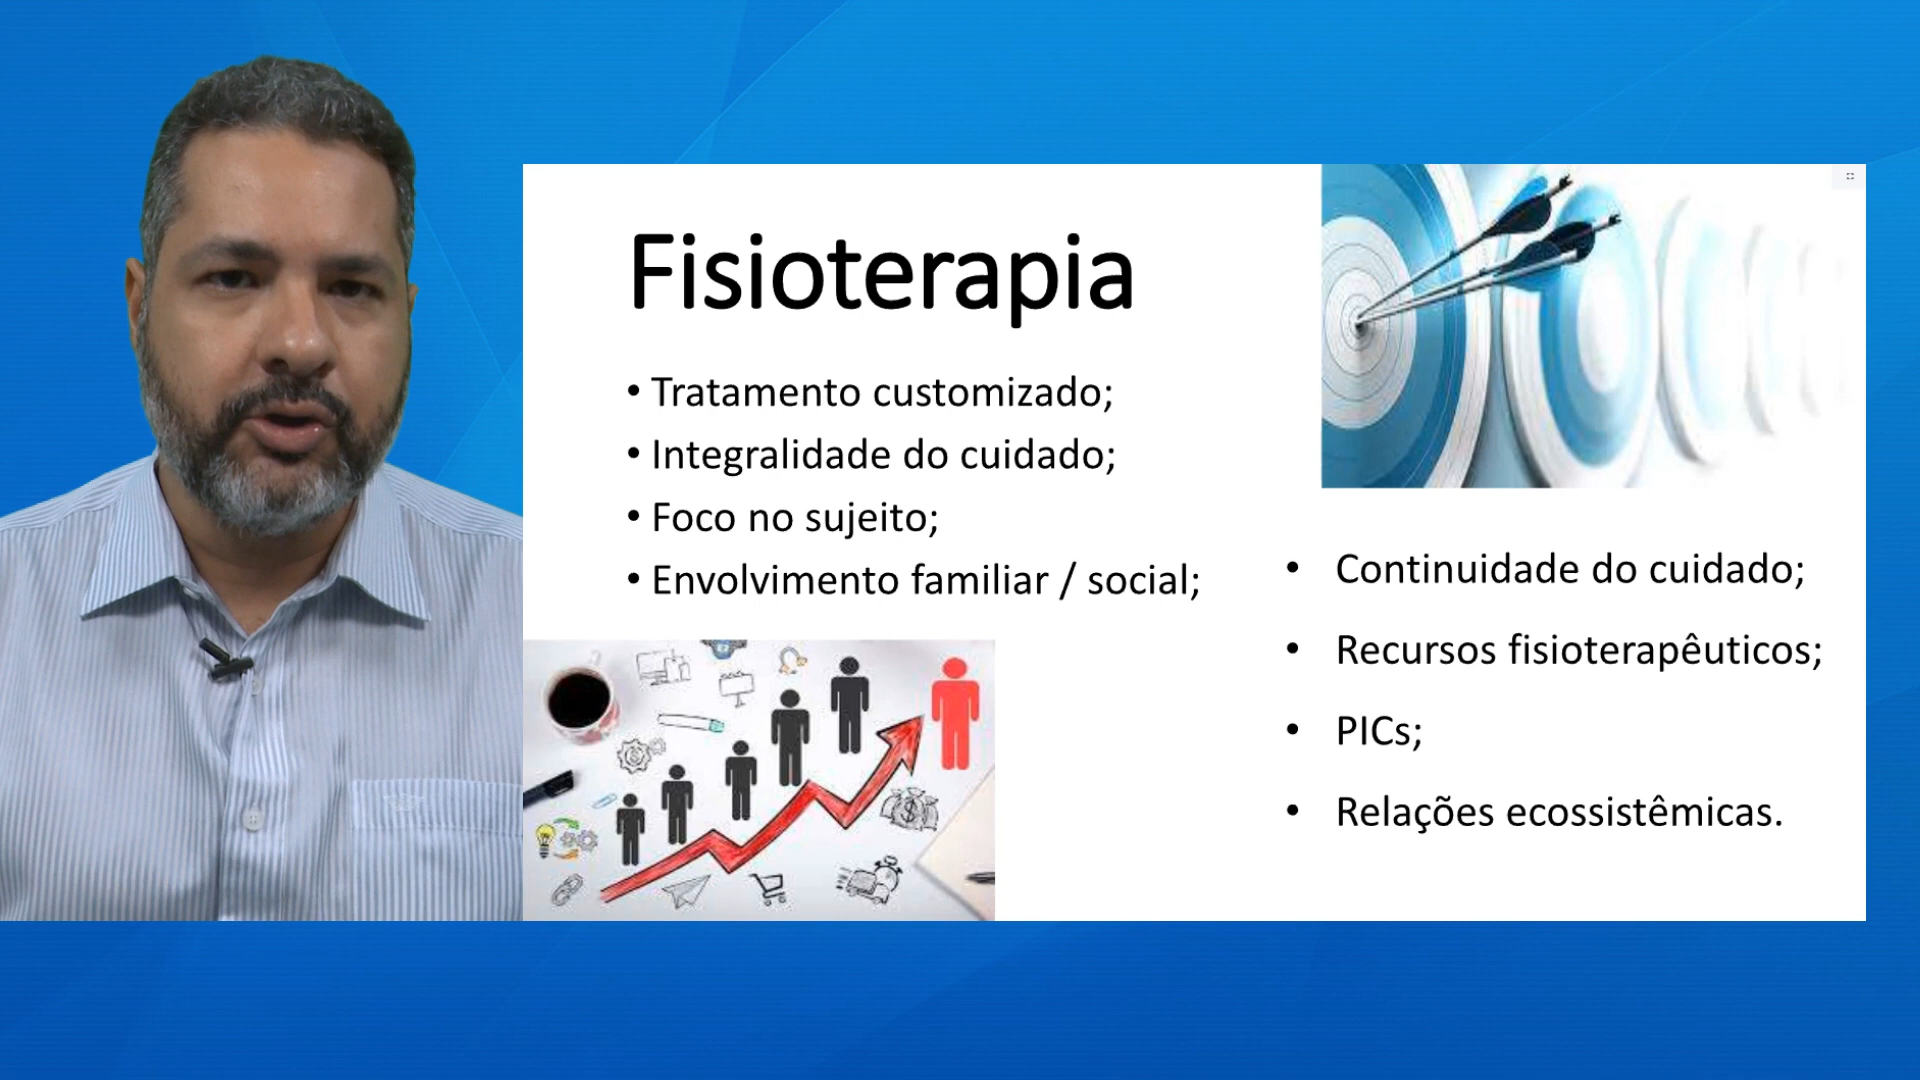 Fisioterapia
• Tratamento customizado;
• Integralidade do cuidado;
• Foco no sujeito;
• Envolvimento familiar / social;
• Continuidade do cuidado;
• Recursos fisioterapêuticos;
• PICs;
• Relações ecossistêmicas.